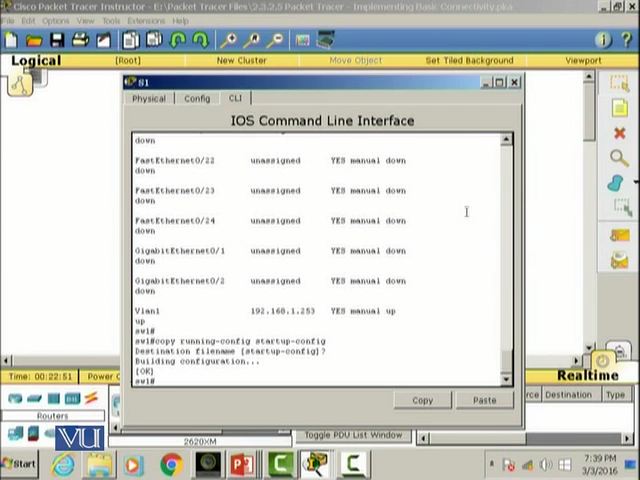 Cisco Packet Tracer Instructor - E:\Packet Tracer Files\2.3.2.5 Packet Tracer - Implementing Basic Connectivity.pka
File Edit Options View Tools Extensions Help
Logical [Root] New Cluster Move Object Set Tiled Background Viewport
S1
Physical Config CLI
IOS Command Line Interface
down
FastEthernet0/22 unassigned YES manual down
down
FastEthernet0/23 unassigned YES manual down
down
FastEthernet0/24 unassigned YES manual down
down
GigabitEthernet0/1 unassigned YES manual down
down
GigabitEthernet0/2 unassigned YES manual down
down
Vlan1 192.168.1.253 YES manual up
up
sw1#
sw1#copy running-config startup-config
Destination filename [startup-config]?
Building configuration...
[OK]
sw1#
Copy Paste
Time: 00:22:51 Power C
Realtime
Routers
Destination Type
VU
2620XM
Toggle PDU List Window
Start
7:39 PM
3/3/2016